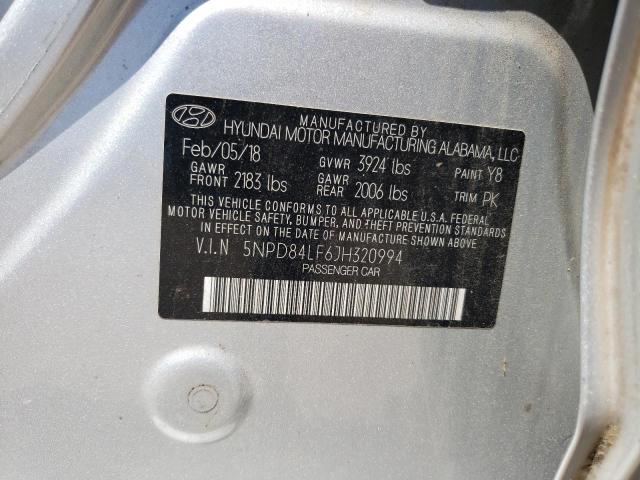 MANUFACTURED BY
HYUNDAI MOTOR MANUFACTURING ALABAMA, LLC
Feb/05/18 GVWR 3924 lbs PAINT Y8
GAWR FRONT 2183 lbs GAWR REAR 2006 lbs TRIM PK
THIS VEHICLE CONFORMS TO ALL APPLICABLE U.S.A. FEDERAL
MOTOR VEHICLE SAFETY, BUMPER, AND THEFT PREVENTION STANDARDS
IN EFFECT ON THE DATE OF MANUFACTURE SHOWN ABOVE.
V.I.N 5NPD84LF6JH320994
PASSENGER CAR